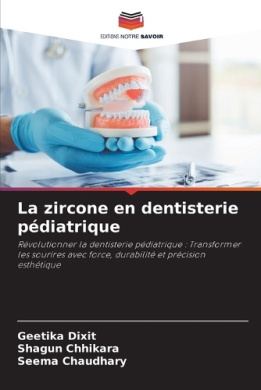 EDITIONS NOTRE SAVOIR
La zircone en dentisterie
pédiatrique
Révolutionner la dentisterie pédiatrique : Transformer
les sourires avec force, durabilité et précision
esthétique
Geetika Dixit
Shagun Chhikara
Seema Chaudhary